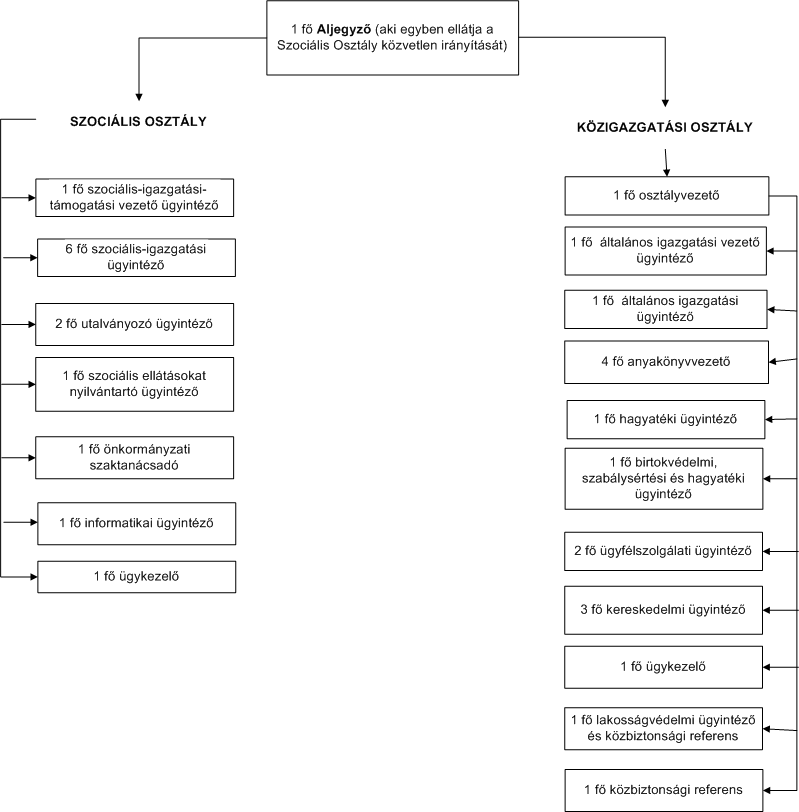 1 fő Aljegyző (aki egyben ellátja a
Szociális Osztály közvetlen irányítását)
SZOCIÁLIS OSZTÁLY
1 fő szociális-igazgatási-
támogatási vezető ügyintéző
6 fő szociális-igazgatási
ügyintéző
2 fő utalványozó ügyintéző
1 fő szociális ellátásokat
nyilvántartó ügyintéző
1 fő önkormányzati
szaktanácsadó
1 fő informatikai ügyintéző
1 fő ügykezelő
KÖZIGAZGATÁSI OSZTÁLY
1 fő osztályvezető
1 fő általános igazgatási vezető
ügyintéző
1 fő általános igazgatási
ügyintéző
4 fő anyakönyvvezető
1 fő hagyatéki ügyintéző
1 fő birtokvédelmi,
szabálysértési és hagyatéki
ügyintéző
2 fő ügyfélszolgálati ügyintéző
3 fő kereskedelmi ügyintéző
1 fő ügykezelő
1 fő lakosságvédelmi ügyintéző
és közbiztonsági referens
1 fő közbiztonsági referens